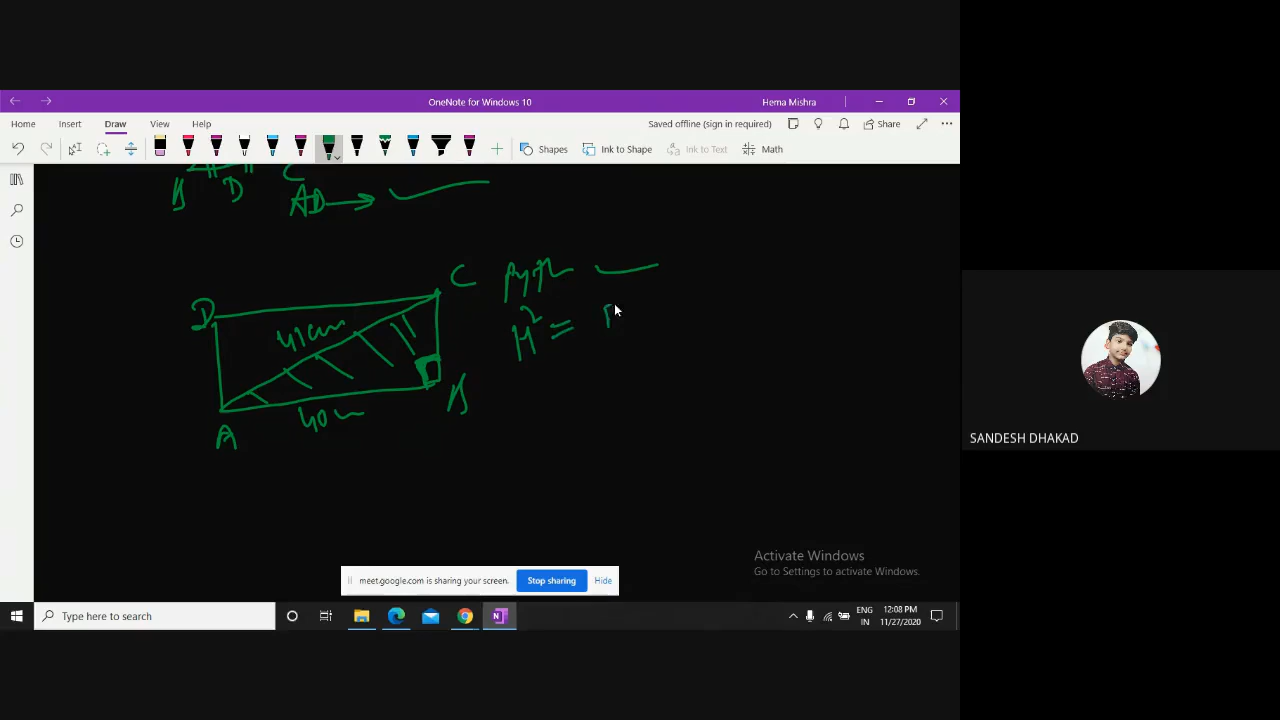 OneNote for Windows 10
Hema Mishra
Home Insert Draw View Help
Saved offline (sign in required)
Share
Shapes
Ink to Shape
Ink to Text
Math
B D C
AD →
D
C
41cm
H² =
A
40cm
B
SANDESH DHAKAD
Activate Windows
Go to Settings to activate Windows.
meet.google.com is sharing your screen.
Stop sharing
Hide
Type here to search
ENG
IN
12:08 PM
11/27/2020